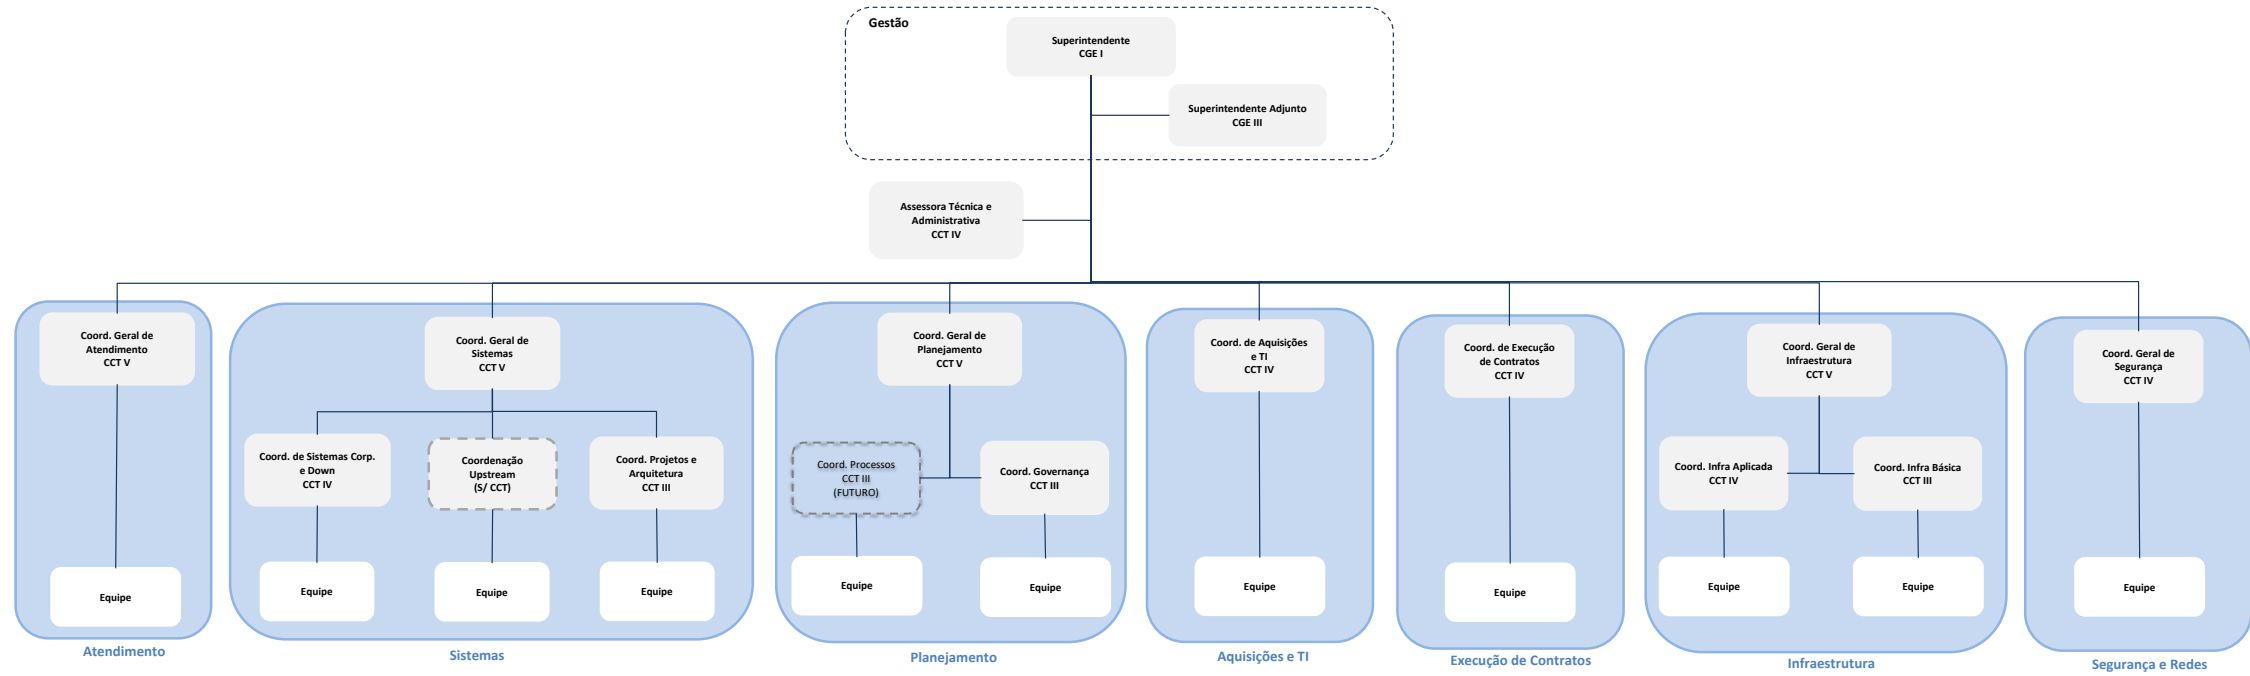 Gestão
Superintendente
CGE I
Superintendente Adjunto
CGE III
Assessora Técnica e
Administrativa
CCT IV
Coord. Geral de
Atendimento
CCT V
Equipe
Atendimento
Coord. Geral de
Sistemas
CCT V
Coord. de Sistemas Corp.
e Down
CCT IV
Coordenação
Upstream
(S/ CCT)
Coord. Projetos e
Arquitetura
CCT III
Equipe
Equipe
Equipe
Sistemas
Coord. Geral de
Planejamento
CCT V
Coord. Processos
CCT III
(FUTURO)
Coord. Governança
CCT III
Equipe
Equipe
Planejamento
Coord. de Aquisições
e TI
CCT IV
Equipe
Aquisições e TI
Coord. de Execução
de Contratos
CCT IV
Equipe
Execução de Contratos
Coord. Geral de
Infraestrutura
CCT V
Coord. Infra Aplicada
CCT IV
Coord. Infra Básica
CCT III
Equipe
Equipe
Infraestrutura
Coord. Geral de
Segurança
CCT IV
Equipe
Segurança e Redes